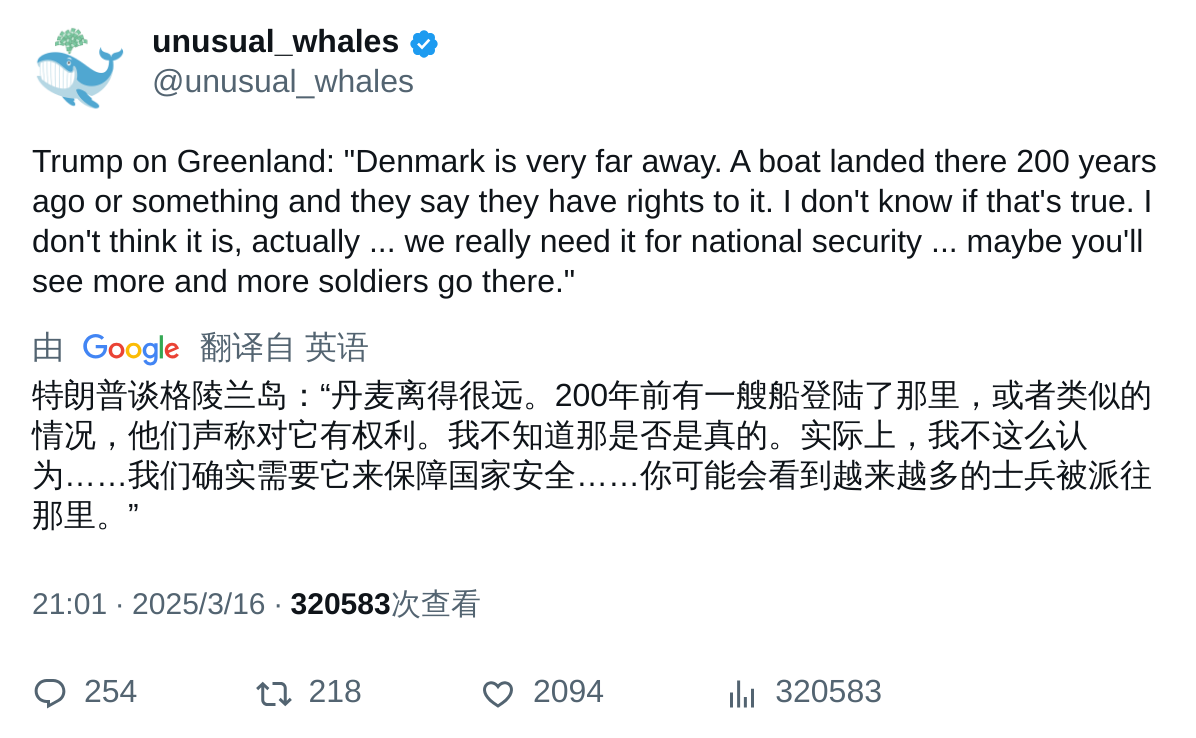 unusual_whales
@unusual_whales
Trump on Greenland: "Denmark is very far away. A boat landed there 200 years
ago or something and they say they have rights to it. I don't know if that's true. I
don't think it is, actually ... we really need it for national security ... maybe you'll
see more and more soldiers go there."
由 Google 翻译自 英语
特朗普谈格陵兰岛：“丹麦离得很远。200年前有一艘船登陆了那里，或者类似的
情况，他们声称对它有权利。我不知道那是否是真的。实际上，我不这么认
为……我们确实需要它来保障国家安全……你可能会看到越来越多的士兵被派往
那里。”
21:01 · 2025/3/16 · 320583次查看
254 218 2094 320583